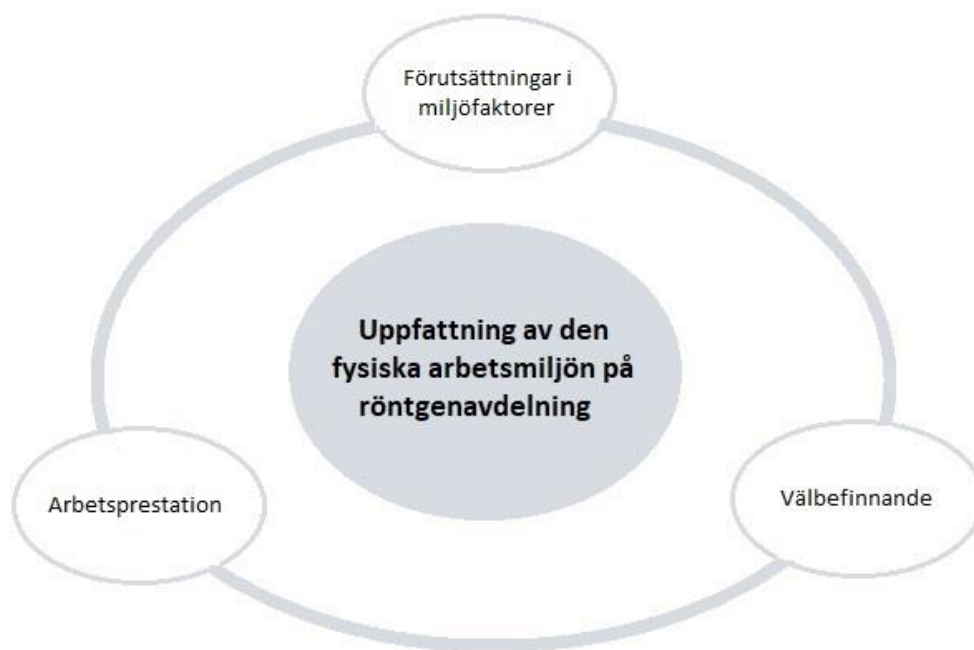 Förutsättningar i
miljöfaktorer
Uppfattning av den
fysiska arbetsmiljön på
röntgenavdelning
Arbetsprestation
Välbefinnande